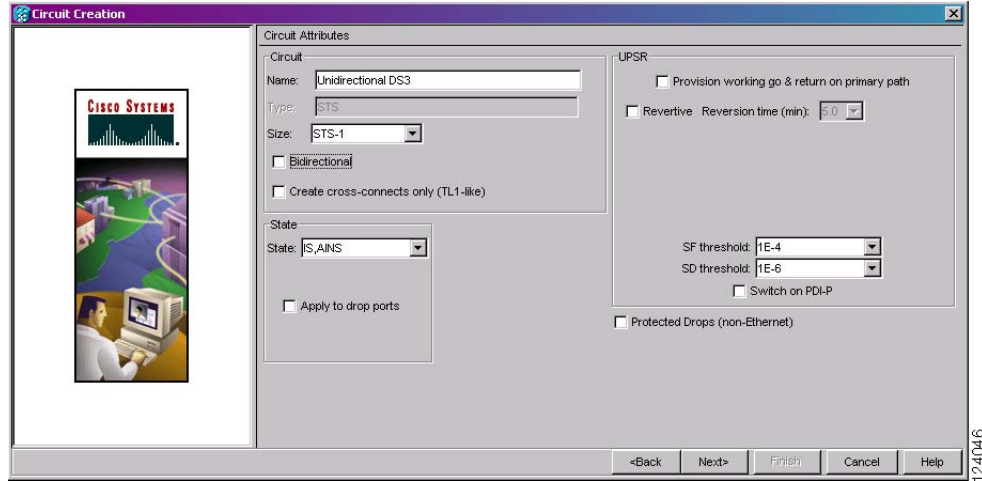 Circuit Creation
CISCO SYSTEMS
Circuit Attributes
Circuit
Name: Unidirectional DS3
Type: STS
Size: STS-1
Bidirectional
Create cross-connects only (TL1-like)
State
State: IS,AINS
Apply to drop ports
UPSR
Provision working go & return on primary path
Revertive Reversion time (min): 5.0
SF threshold: 1E-4
SD threshold: 1E-6
Switch on PDI-P
Protected Drops (non-Ethernet)
<Back Next> Finish Cancel Help
124046